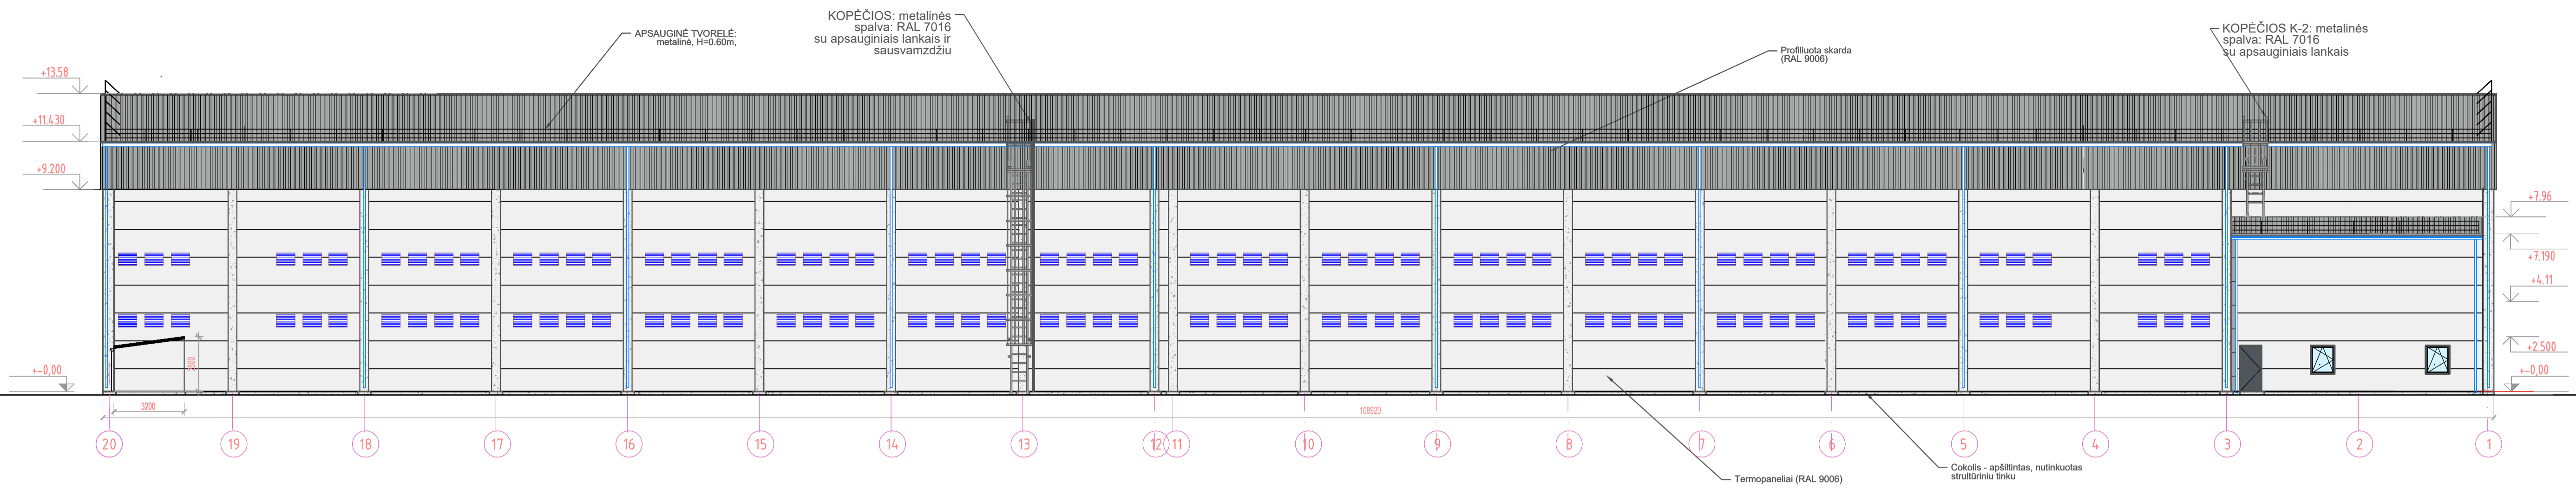 KOPĖČIOS: metalinės
spalva: RAL 7016
su apsauginiais lankais ir
sausvamzdžiu
APSAUGINĖ TVORELĖ:
metalinė, H=0.60m,
Profiliuota skarda
(RAL 9006)
KOPĖČIOS K-2: metalinės
spalva: RAL 7016
su apsauginiais lankais
+13.58
+11.430
+9.200
+-0,00
+7.96
+7.190
+4.11
+2.500
+-0,00
3200
108920
20
19
18
17
16
15
14
13
12
11
10
9
8
7
6
5
4
3
2
1
Termopaneliai (RAL 9006)
Cokolis - apšiltintas, nutinkuotas
strultūriniu tinku